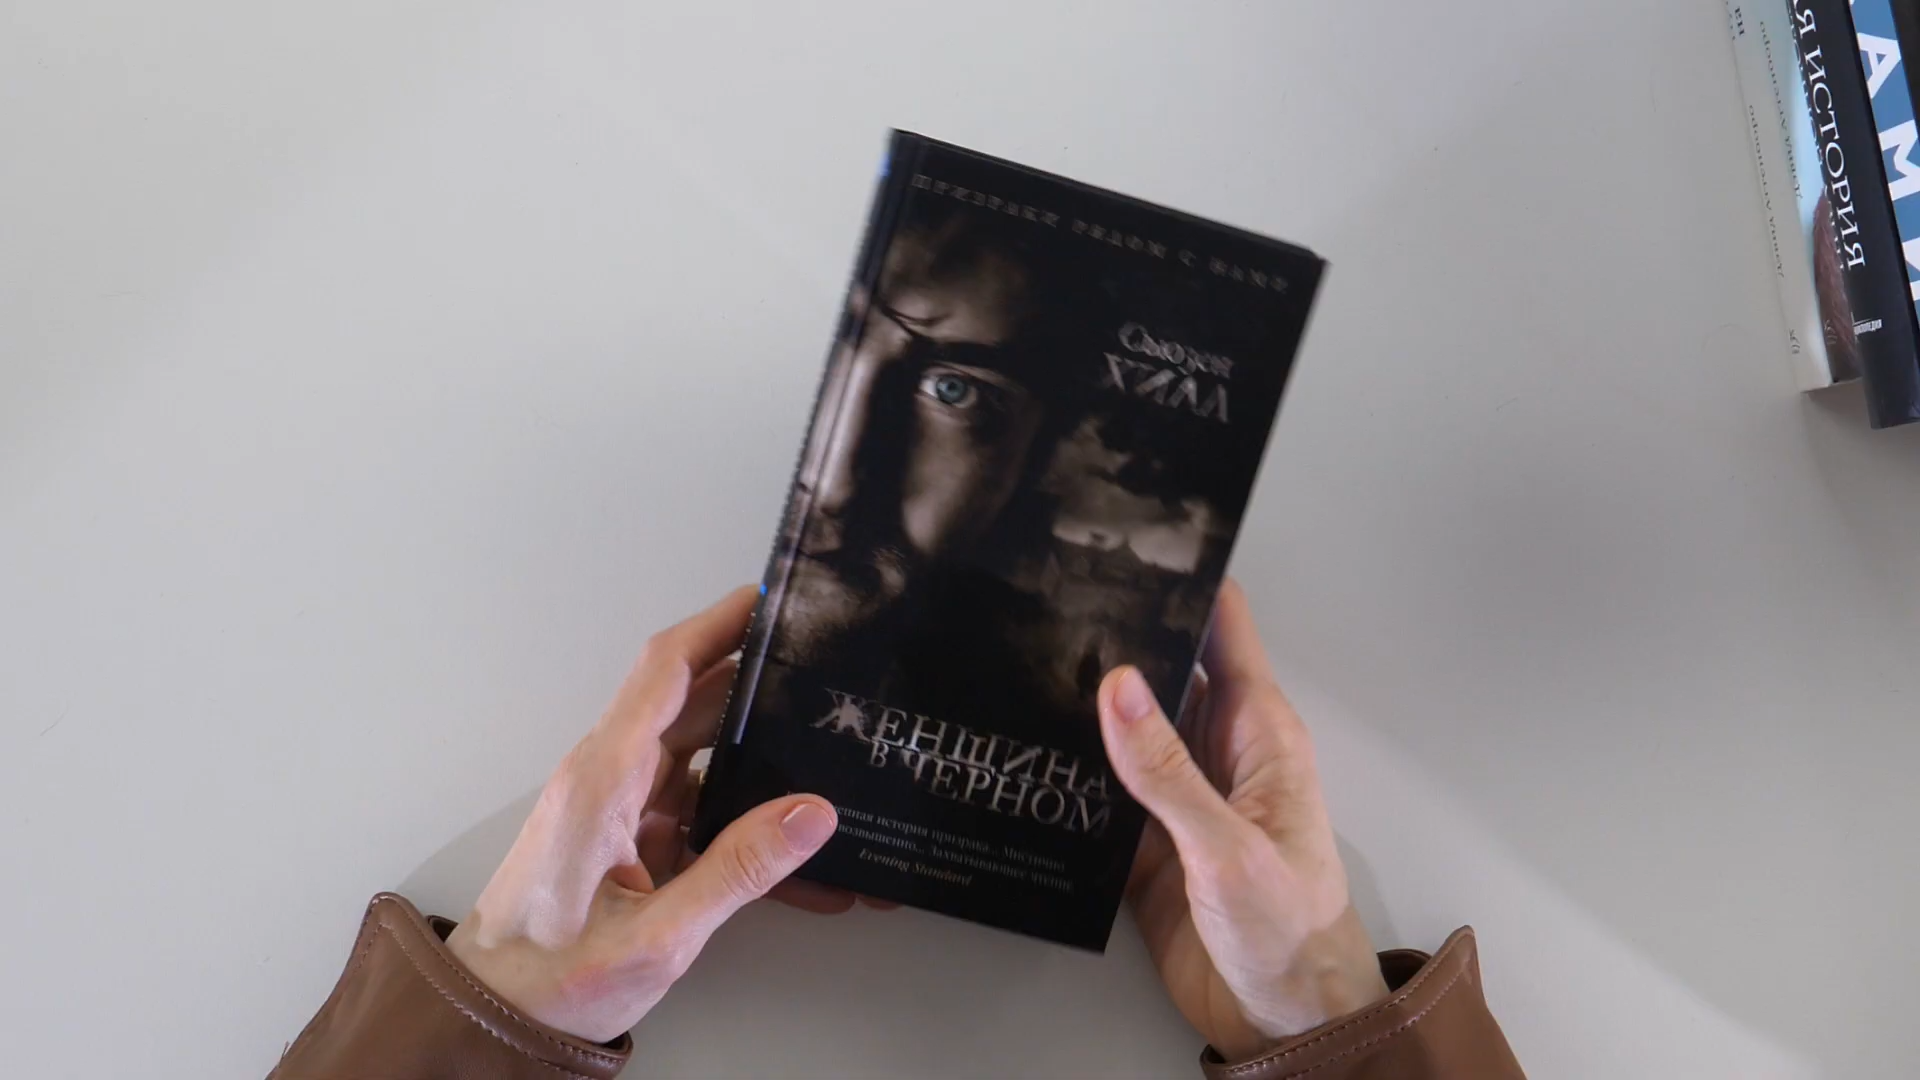 ПРИЗРАКИ РЯДОМ С НАМИ
Сьюзен
ХИЛЛ
ЖЕНЩИНА
В ЧЕРНОМ
история призрака... Мистично
возвышенно... Захватывающее чтение.
Evening Standard
Я ИСТОРИЯ